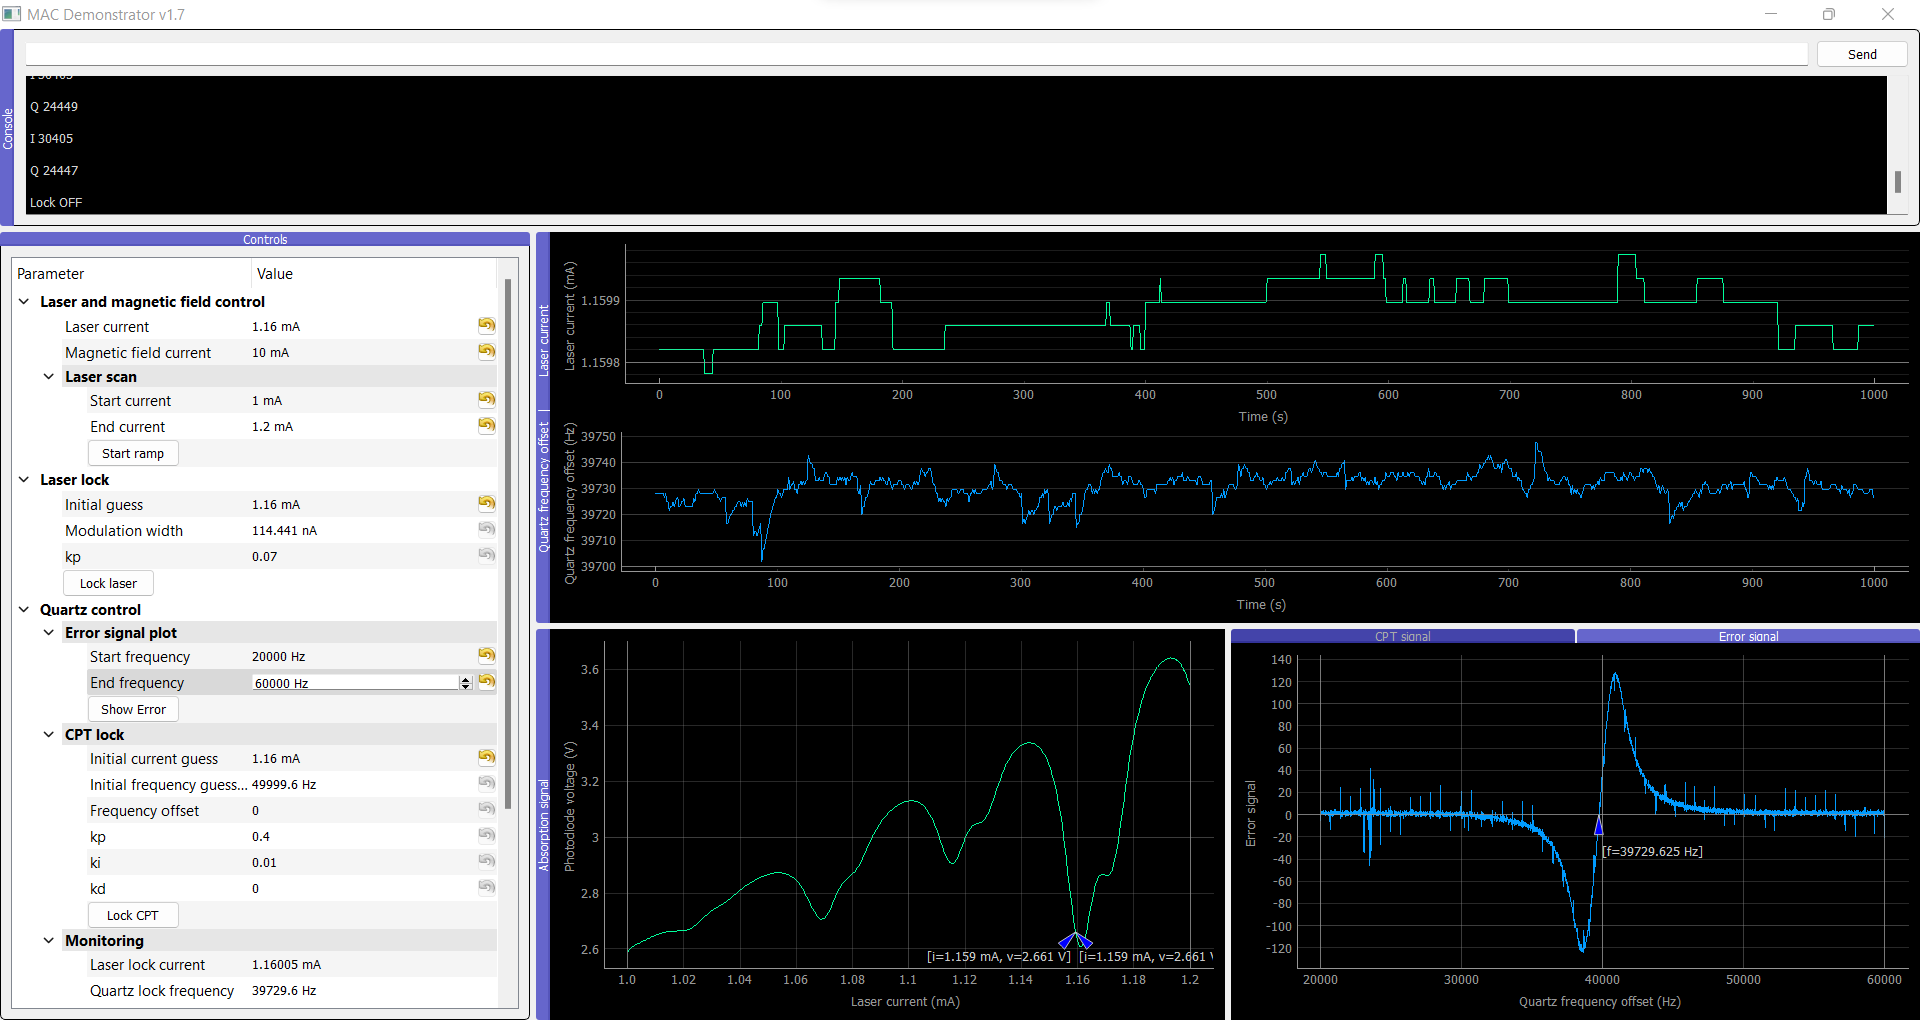 MAC Demonstrator v1.7
Send
Console
Q 24449
I 30405
Q 24447
Lock OFF
Controls
Parameter Value
Laser and magnetic field control
Laser current 1.16 mA
Magnetic field current 10 mA
Laser scan
Start current 1 mA
End current 1.2 mA
Start ramp
Laser lock
Initial guess 1.16 mA
Modulation width 114.441 nA
kp 0.07
Lock laser
Quartz control
Error signal plot
Start frequency 20000 Hz
End frequency 60000 Hz
Show Error
CPT lock
Initial current guess 1.16 mA
Initial frequency guess... 49999.6 Hz
Frequency offset 0
kp 0.4
ki 0.01
kd 0
Lock CPT
Monitoring
Laser lock current 1.16005 mA
Quartz lock frequency 39729.6 Hz
Laser current
Laser current (mA)
1.1599
1.1598
0 100 200 300 400 500 600 700 800 900 1000
Time (s)
Quartz frequency offset
Quartz frequency offset (Hz)
39750
39740
39730
39720
39710
39700
0 100 200 300 400 500 600 700 800 900 1000
Time (s)
Absorption signal
Photodiode voltage (V)
3.6
3.4
3.2
3
2.8
2.6
[i=1.159 mA, v=2.661 V] [i=1.159 mA, v=2.661 V
1.0 1.02 1.04 1.06 1.08 1.1 1.12 1.14 1.16 1.18 1.2
Laser current (mA)
CPT signal Error signal
Error signal
140
120
100
80
60
40
20
0
-20
-40
-60
-80
-100
-120
[f=39729.625 Hz]
20000 30000 40000 50000 60000
Quartz frequency offset (Hz)